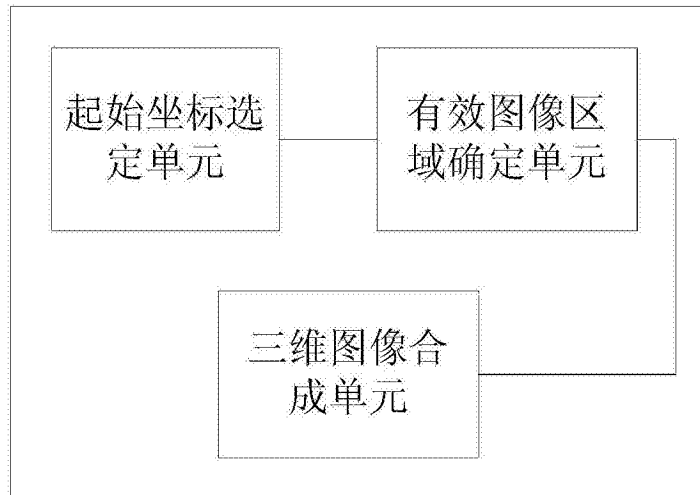 起始坐标选
定单元
有效图像区
域确定单元
三维图像合
成单元